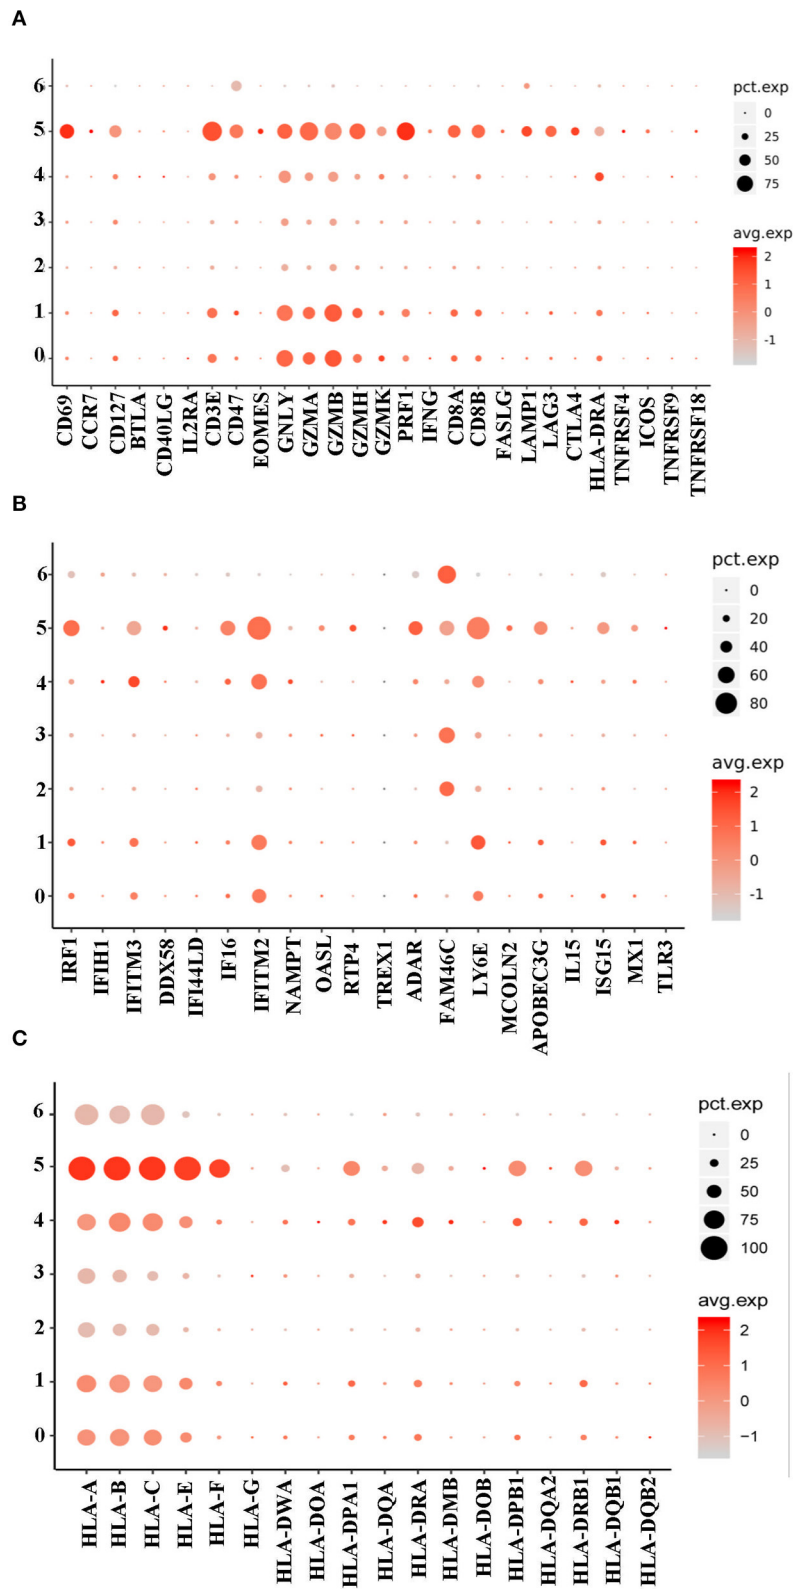 A
6
5
4
3
2
1
0
CD69
CCR7
CD127
BTLA
CD40LG
IL2RA
CD3E
CD47
EOMES
GNLY
GZMA
GZMB
GZMH
GZMK
PRF1
IFNG
CD8A
CD8B
FASLG
LAMP1
LAG3
CTLA4
HLA-DRA
TNFRSF4
ICOS
TNFRSF9
TNFRSF18
pct.exp
0
25
50
75
avg.exp
2
1
0
-1
B
6
5
4
3
2
1
0
IRF1
IFIH1
IFITM3
DDX58
IFI44LD
IF16
IFITM2
NAMPT
OASL
RTP4
TREX1
ADAR
FAM46C
LY6E
MCOLN2
APOBEC3G
IL15
ISG15
MX1
TLR3
pct.exp
0
20
40
60
80
avg.exp
2
1
0
-1
C
6
5
4
3
2
1
0
HLA-A
HLA-B
HLA-C
HLA-E
HLA-F
HLA-G
HLA-DWA
HLA-DOA
HLA-DPA1
HLA-DQA
HLA-DRA
HLA-DMB
HLA-DOB
HLA-DPB1
HLA-DQA2
HLA-DRB1
HLA-DQB1
HLA-DQB2
pct.exp
0
25
50
75
100
avg.exp
2
1
0
−1